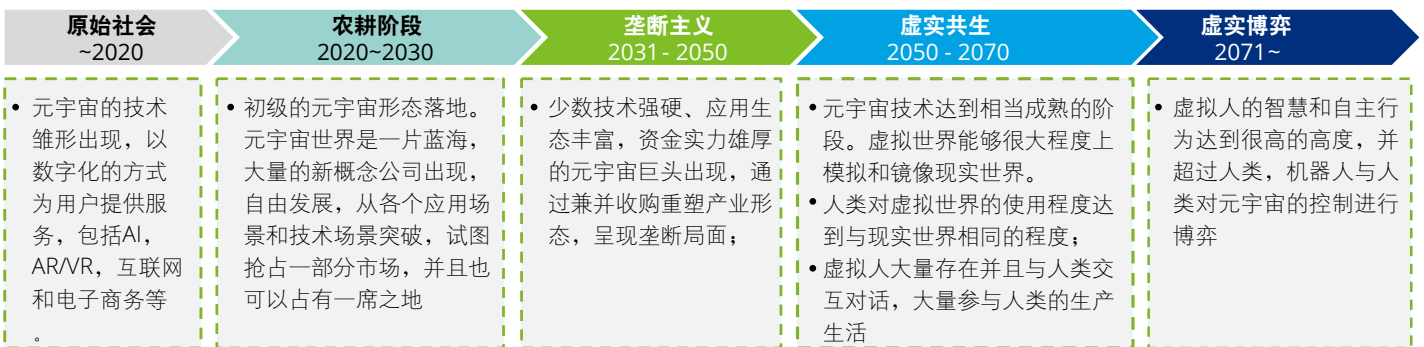 原始社会
~2020
农耕阶段
2020~2030
垄断主义
2031 - 2050
虚实共生
2050 - 2070
虚实博弈
2071~
• 元宇宙的技术
雏形出现，以
数字化的方式
为用户提供服
务，包括AI，
AR/VR，互联网
和电子商务等
。
• 初级的元宇宙形态落地。
元宇宙世界是一片蓝海，
大量的新概念公司出现，
自由发展，从各个应用场
景和技术场景突破，试图
抢占一部分市场，并且也
可以占有一席之地
• 少数技术强硬、应用生
态丰富，资金实力雄厚
的元宇宙巨头出现，通
过兼并收购重塑产业形
态，呈现垄断局面；
• 元宇宙技术达到相当成熟的阶
段。虚拟世界能够很大程度上
模拟和镜像现实世界。
• 人类对虚拟世界的使用程度达
到与现实世界相同的程度；
• 虚拟人大量存在并且与人类交
互对话，大量参与人类的生产
生活
• 虚拟人的智慧和自主行
为达到很高的高度，并
超过人类，机器人与人
类对元宇宙的控制进行
博弈